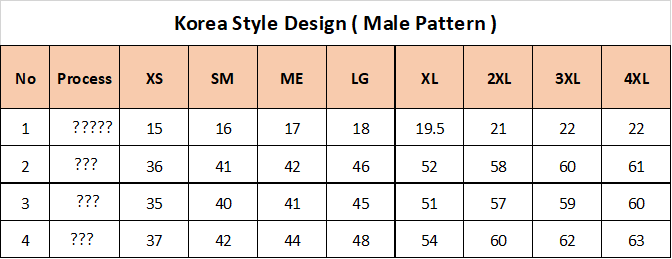 Korea Style Design ( Male Pattern )
No Process XS SM ME LG XL 2XL 3XL 4XL
1 ????? 15 16 17 18 19.5 21 22 22
2 ??? 36 41 42 46 52 58 60 61
3 ??? 35 40 41 45 51 57 59 60
4 ??? 37 42 44 48 54 60 62 63